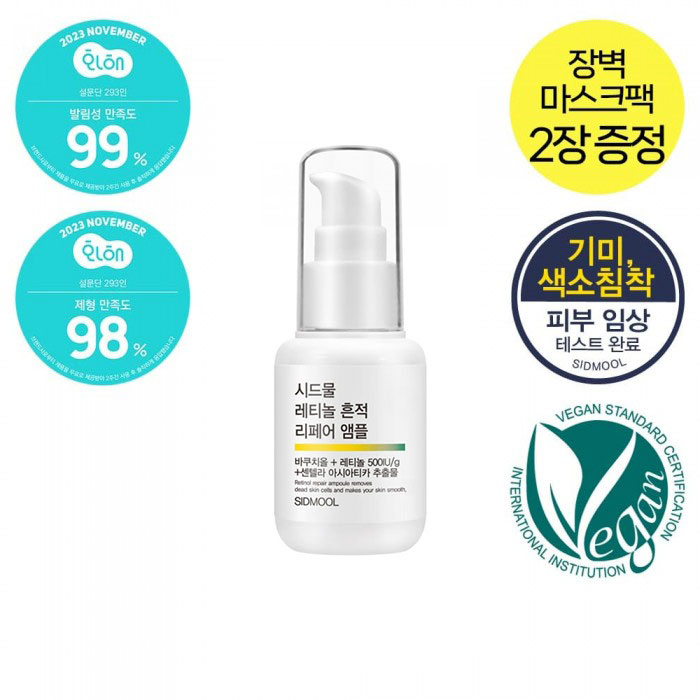 2023 NOVEMBER
설문단 293인
발림성 만족도
99%
2023 NOVEMBER
설문단 293인
제형 만족도
98%
장벽
마스크팩
2장 증정
기미,
색소침착
피부 임상
테스트 완료
SIDMOOL
VEGAN STANDARD CERTIFICATION
INTERNATIONAL INSTITUTION
Vegan
시드물
레티놀 흔적
리페어 앰플
바쿠치올 + 레티놀 500IU/g
+센텔라 아시아티카 추출물
Retinol repair ampoule removes
dead skin cells and makes your skin smooth.
SIDMOOL